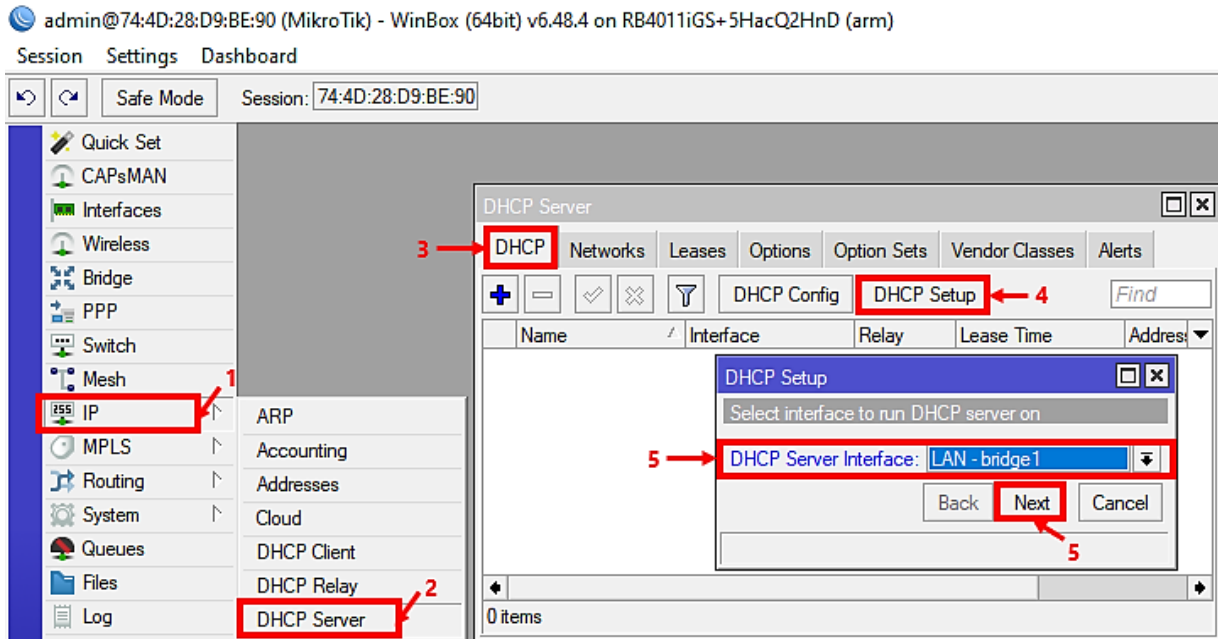 admin@74:4D:28:D9:BE:90 (MikroTik) - WinBox (64bit) v6.48.4 on RB4011iGS+5HacQ2HnD (arm)
Session Settings Dashboard
Safe Mode Session: 74:4D:28:D9:BE:90
Quick Set
CAPsMAN
Interfaces
Wireless
Bridge
PPP
Switch
Mesh
1
IP
MPLS
Routing
System
Queues
Files
Log
ARP
Accounting
Addresses
Cloud
DHCP Client
DHCP Relay
2
DHCP Server
DHCP Server
3 DHCP Networks Leases Options Option Sets Vendor Classes Alerts
DHCP Config DHCP Setup 4 Find
Name Interface Relay Lease Time Address
DHCP Setup
Select interface to run DHCP server on
5 DHCP Server Interface: LAN - bridge1
Back Next Cancel
5
0 items